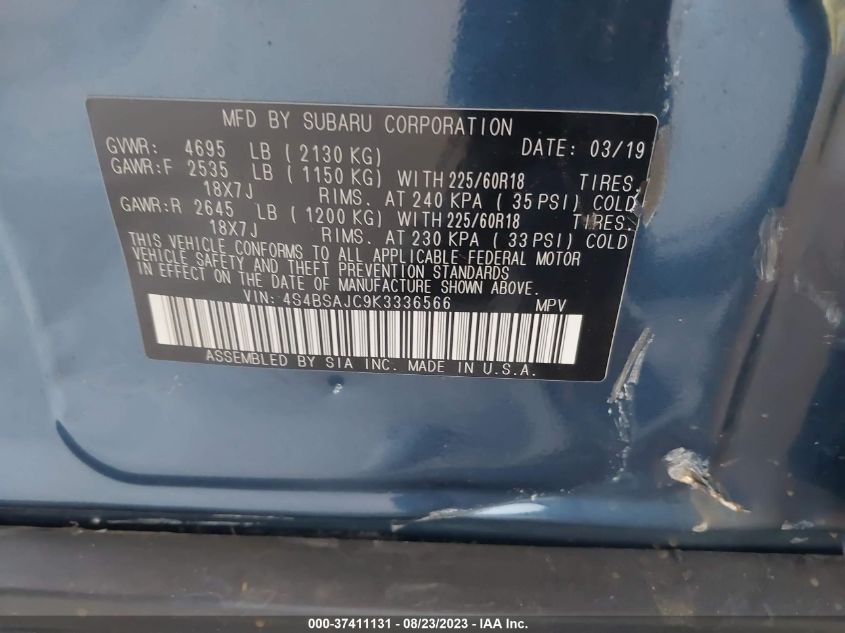 MFD BY SUBARU CORPORATION
GVWR: 4695 LB ( 2130 KG) DATE: 03/19
GAWR:F 2535 LB ( 1150 KG) WITH 225/60R18 TIRES,
18X7J RIMS. AT 240 KPA ( 35 PSI) COLD
GAWR:R 2645 LB ( 1200 KG) WITH 225/60R18 TIRES.
18X7J RIMS. AT 230 KPA ( 33 PSI) COLD
THIS VEHICLE CONFORMS TO ALL APPLICABLE FEDERAL MOTOR
VEHICLE SAFETY AND THEFT PREVENTION STANDARDS
IN EFFECT ON THE DATE OF MANUFACTURE SHOWN ABOVE.
VIN: 4S4BSAJC9K3336566 MPV
ASSEMBLED BY SIA INC. MADE IN U.S.A.
000-37411131 - 08/23/2023 - IAA Inc.